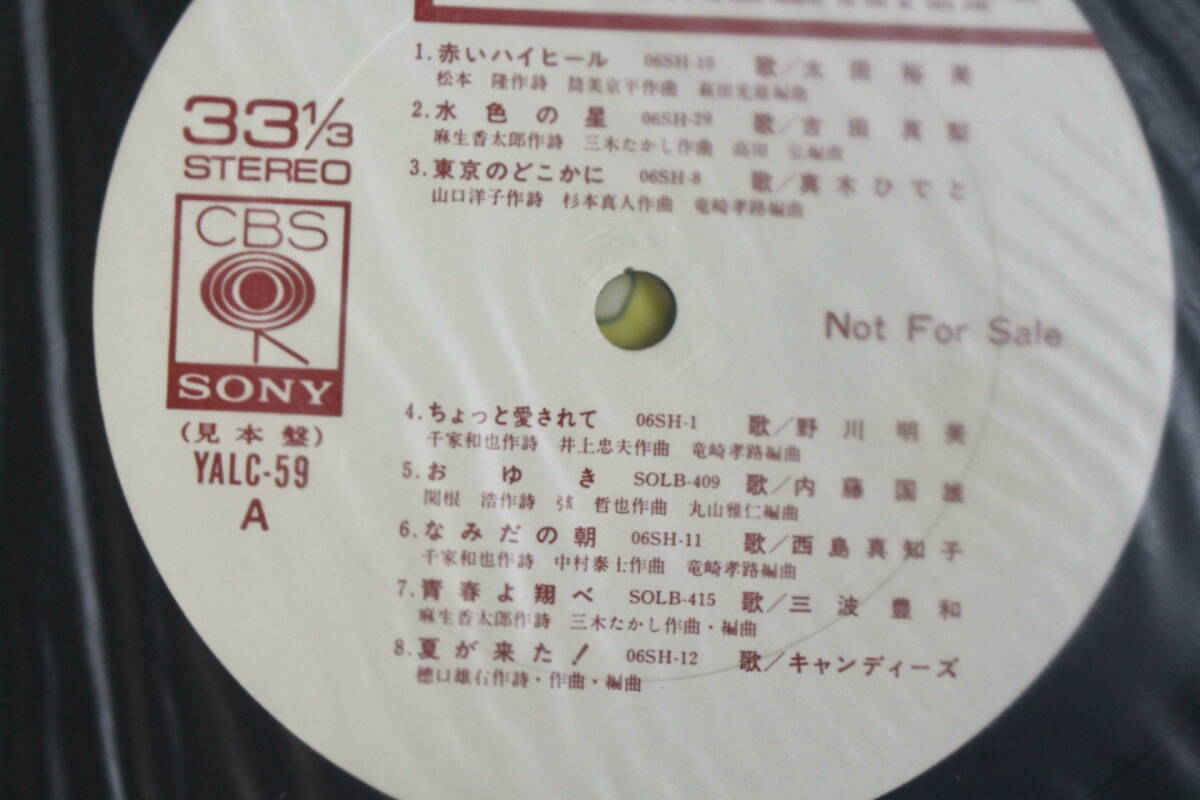 33⅓
STEREO
CBS
SONY
(見本盤)
YALC-59
A
1. 赤いハイヒール 06SH-10 歌/太田裕美
松本 隆作詩 筒美京平作曲 萩田光雄編曲
2. 水色の星 06SH-29 歌/吉田真梨
麻生香太郎作詩 三木たかし作曲 高田 弘編曲
3. 東京のどこかに 06SH-8 歌/真木ひでと
山口洋子作詩 杉本真人作曲 竜崎孝路編曲
Not For Sale
4. ちょっと愛されて 06SH-1 歌/野川明美
千家和也作詩 井上忠夫作曲 竜崎孝路編曲
5. おゆき SOLB-409 歌/内藤国雄
関根 浩作詩 弦 哲也作曲 丸山雅仁編曲
6. なみだの朝 06SH-11 歌/西島真知子
千家和也作詩 中村泰士作曲 竜崎孝路編曲
7. 青春よ翔べ SOLB-415 歌/三波豊和
麻生香太郎作詩 三木たかし作曲・編曲
8. 夏が来た! 06SH-12 歌/キャンディーズ
穂口雄右作詩・作曲・編曲